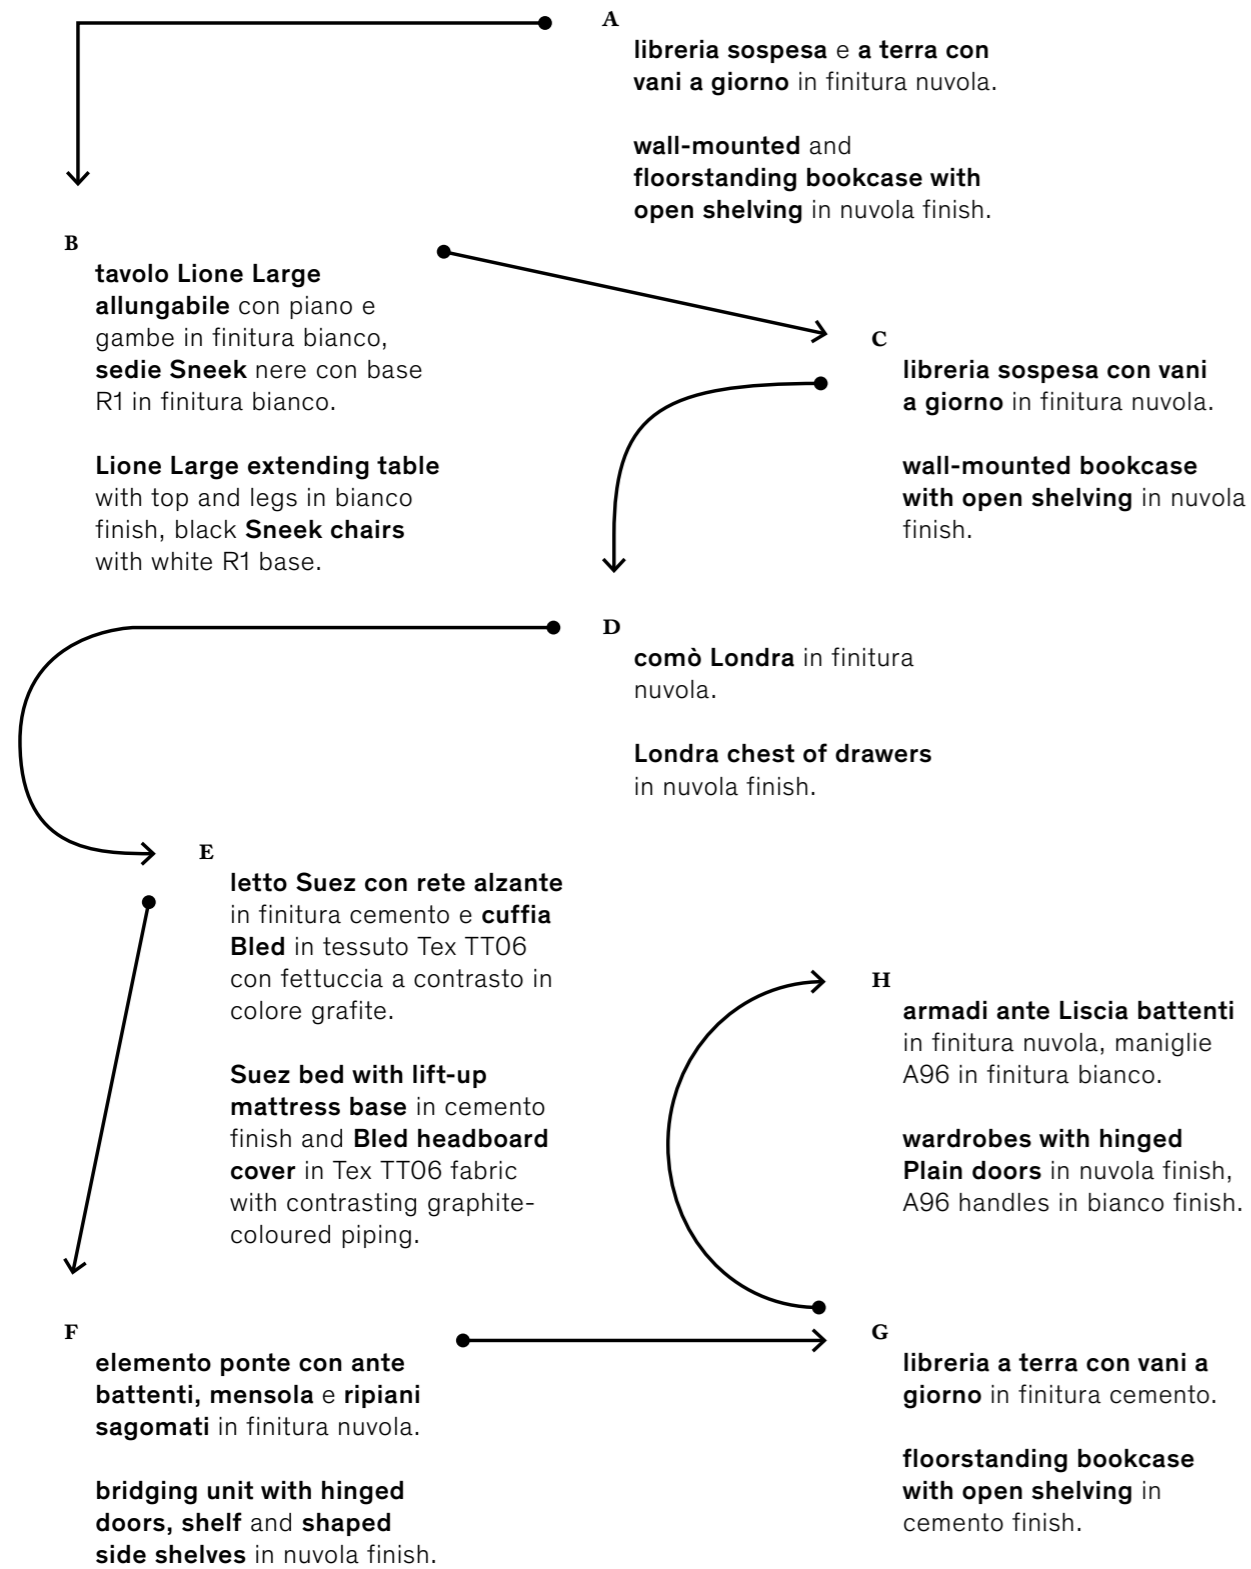 A
libreria sospesa e a terra con
vani a giorno in finitura nuvola.
wall-mounted and
floorstanding bookcase with
open shelving in nuvola finish.
B
tavolo Lione Large
allungabile con piano e
gambe in finitura bianco,
sedie Sneek nere con base
R1 in finitura bianco.
Lione Large extending table
with top and legs in bianco
finish, black Sneek chairs
with white R1 base.
C
libreria sospesa con vani
a giorno in finitura nuvola.
wall-mounted bookcase
with open shelving in nuvola
finish.
D
comò Londra in finitura
nuvola.
Londra chest of drawers
in nuvola finish.
E
letto Suez con rete alzante
in finitura cemento e cuffia
Bled in tessuto Tex TT06
con fettuccia a contrasto in
colore grafite.
Suez bed with lift-up
mattress base in cemento
finish and Bled headboard
cover in Tex TT06 fabric
with contrasting graphite-
coloured piping.
F
elemento ponte con ante
battenti, mensola e ripiani
sagomati in finitura nuvola.
bridging unit with hinged
doors, shelf and shaped
side shelves in nuvola finish.
G
libreria a terra con vani a
giorno in finitura cemento.
floorstanding bookcase
with open shelving in
cemento finish.
H
armadi ante Liscia battenti
in finitura nuvola, maniglie
A96 in finitura bianco.
wardrobes with hinged
Plain doors in nuvola finish,
A96 handles in bianco finish.